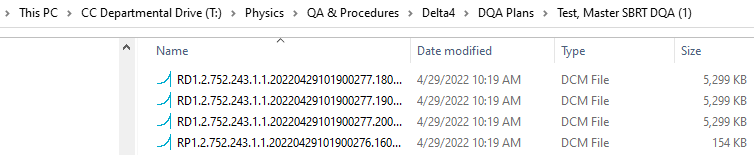 This PC > CC Departmental Drive (T:) > Physics > QA & Procedures > Delta4 > DQA Plans > Test, Master SBRT DQA (1)
Name Date modified Type Size
RD1.2.752.243.1.1.20220429101900277.180... 4/29/2022 10:19 AM DCM File 5,299 KB
RD1.2.752.243.1.1.20220429101900277.190... 4/29/2022 10:19 AM DCM File 5,299 KB
RD1.2.752.243.1.1.20220429101900277.200... 4/29/2022 10:19 AM DCM File 5,299 KB
RP1.2.752.243.1.1.20220429101900276.160... 4/29/2022 10:19 AM DCM File 154 KB